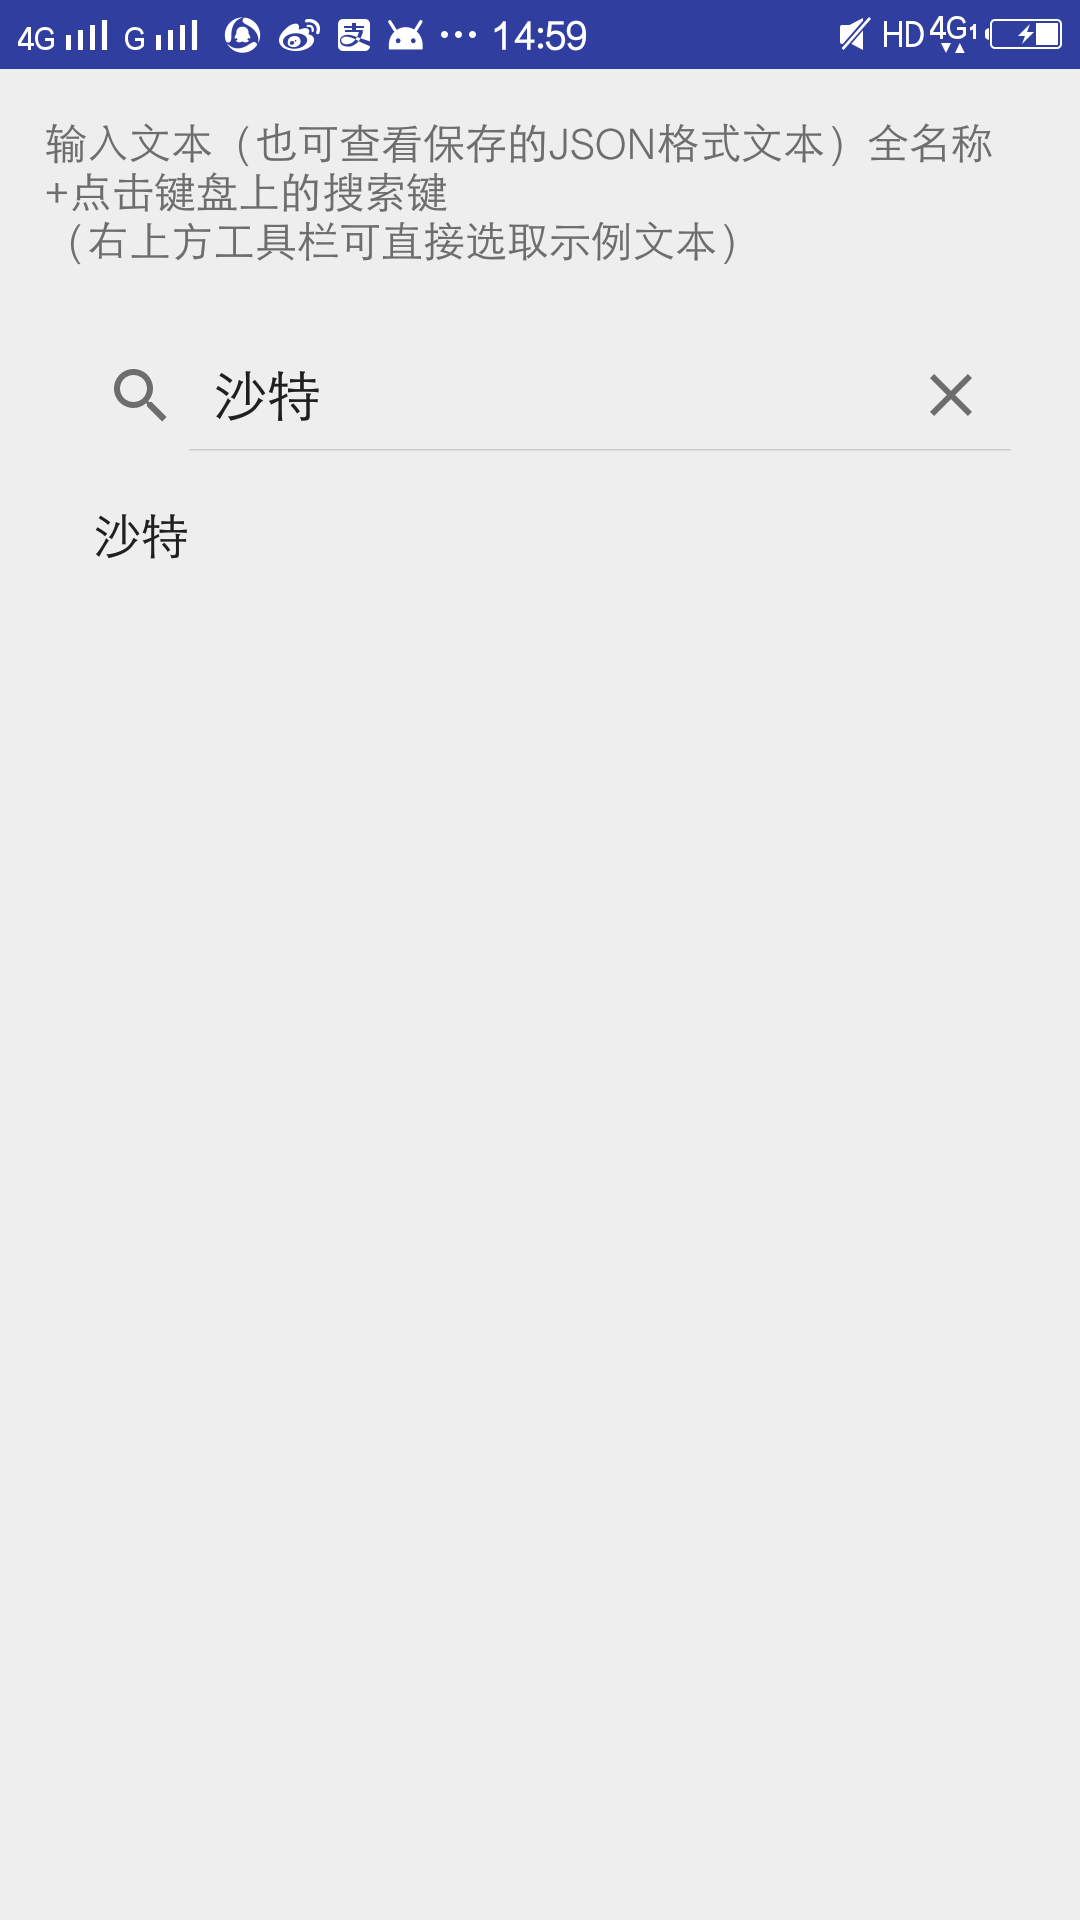 4G G 14:59 HD 4G 1
输入文本（也可查看保存的JSON格式文本）全名称
+点击键盘上的搜索键
（右上方工具栏可直接选取示例文本）
沙特
沙特